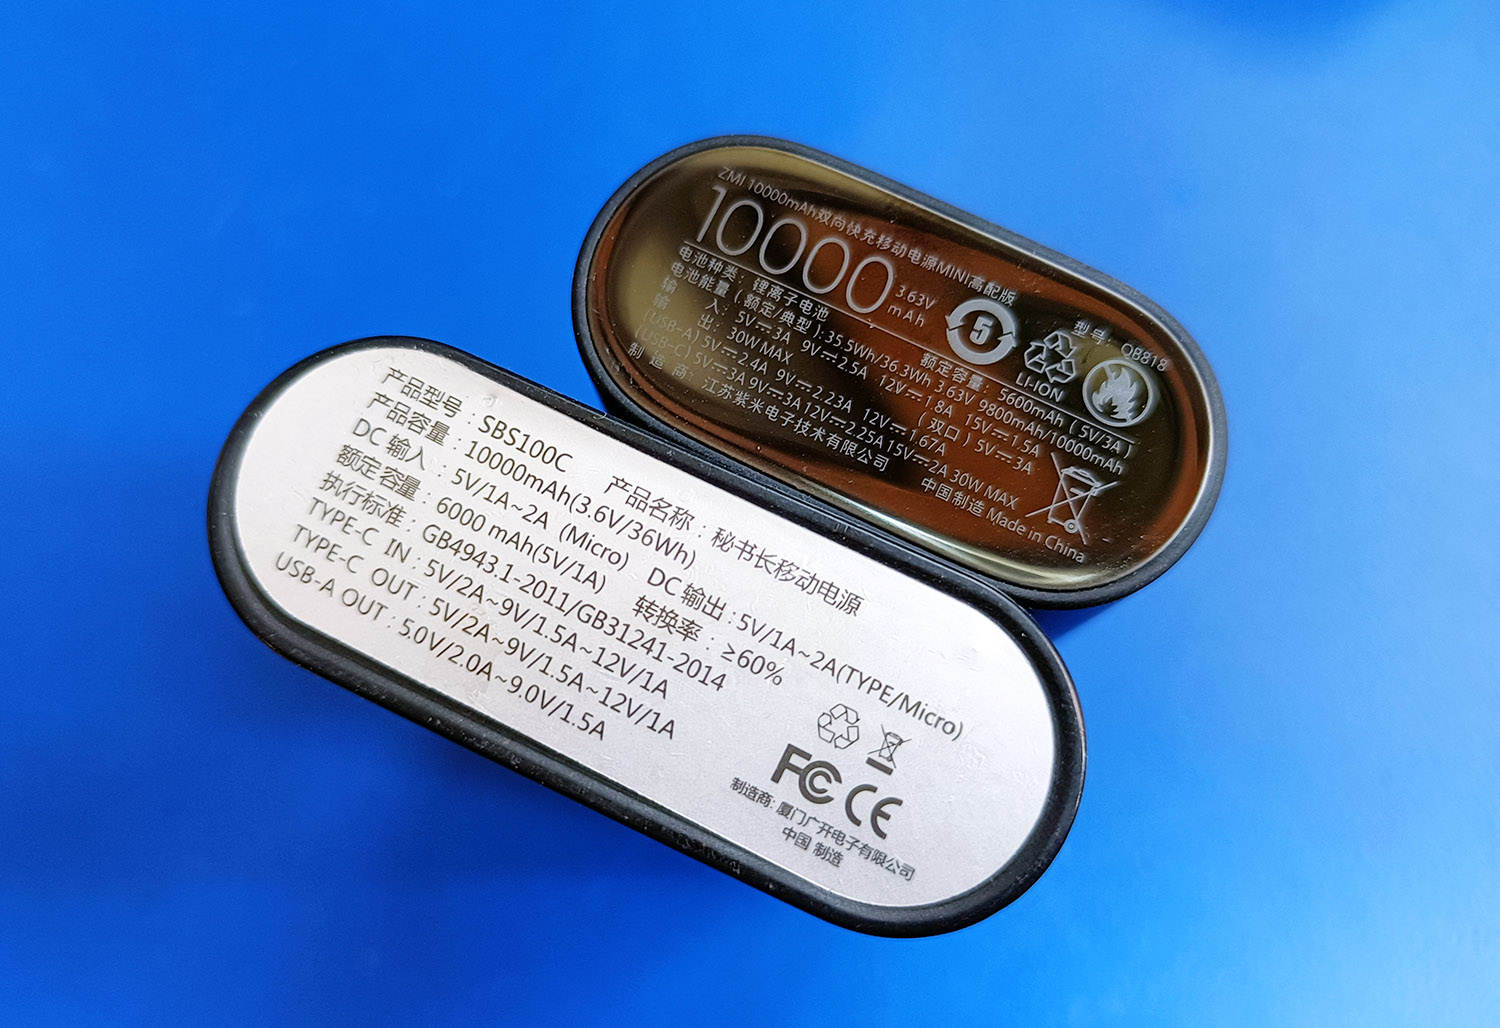 ZMI 10000mAh双向快充移动电源MINI高配版
10000 3.63V mAh
型号: QB818
电池种类: 锂离子电池 额定容量: 5600mAh (5V/3A)
电池能量 (额定/典型): 35.5Wh/36.3Wh 3.63V 9800mAh/10000mAh
输 入: 5V⎓3A 9V⎓2.5A 12V⎓1.8A 15V⎓1.5A
输 出: 30W MAX (双口) 5V⎓3A
(USB-A) 5V⎓2.4A 9V⎓2.23A 12V⎓1.67A
(USB-C) 5V⎓3A 9V⎓3A 12V⎓2.25A 15V⎓2A 30W MAX
制 造 商: 江苏紫米电子技术有限公司 中国制造 Made in China
5
LI-ION
产品型号: SBS100C 产品名称: 秘书长移动电源
产品容量: 10000mAh(3.6V/36Wh)
DC 输入: 5V/1A~2A (Micro) DC 输出: 5V/1A~2A(TYPE/Micro)
额定容量: 6000 mAh(5V/1A) 转换率: ≥60%
执行标准: GB4943.1-2011/GB31241-2014
TYPE-C IN: 5V/2A~9V/1.5A~12V/1A
TYPE-C OUT: 5V/2A~9V/1.5A~12V/1A
USB-A OUT: 5.0V/2.0A~9.0V/1.5A
FC CE
制造商: 厦门广开电子有限公司
中国 制造